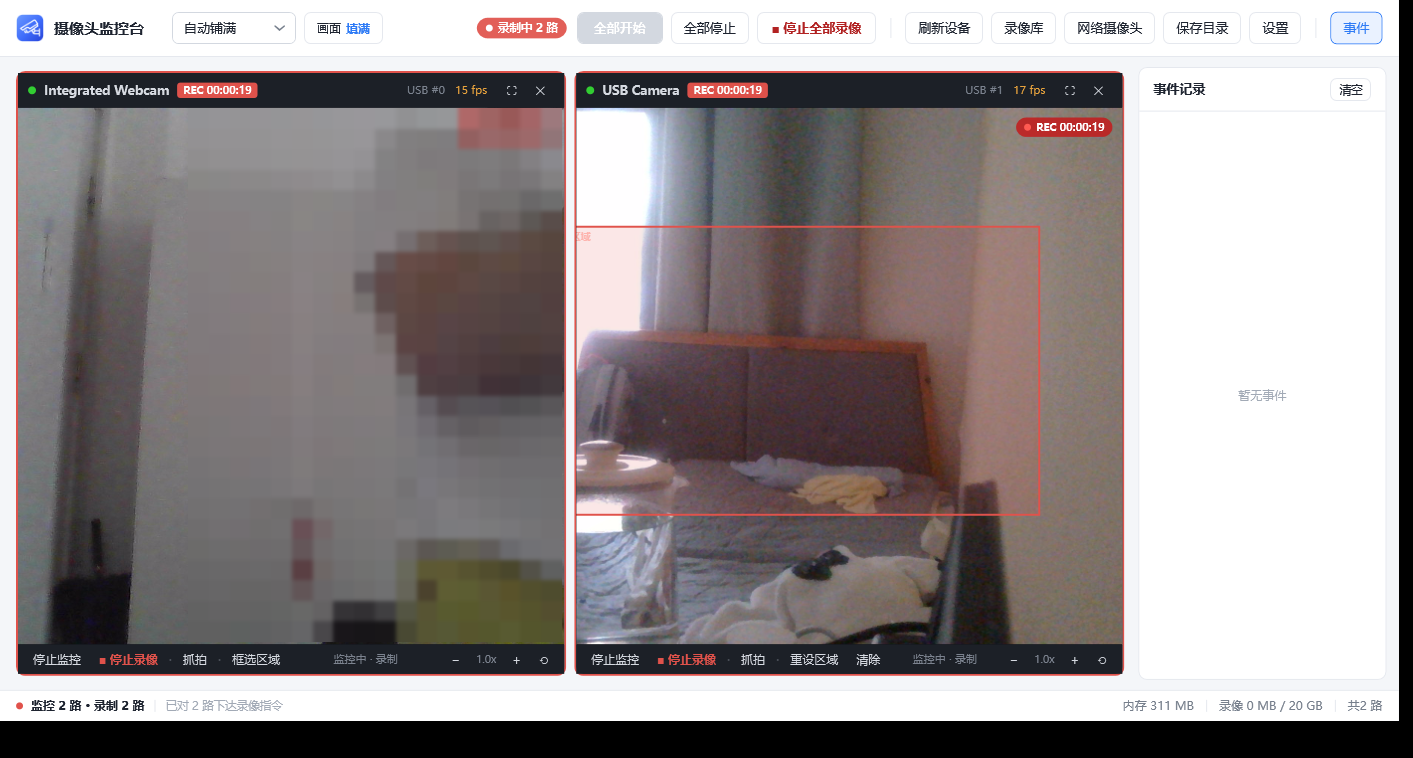 摄像头监控台 自动铺满 画面 填满 录制中 2 路 全部开始 全部停止 ■ 停止全部录像 刷新设备 录像库 网络摄像头 保存目录 设置 事件
Integrated Webcam REC 00:00:19 USB #0 15 fps
USB Camera REC 00:00:19 USB #1 17 fps
事件记录 清空
REC 00:00:19
区域
暂无事件
停止监控 ■ 停止录像 · 抓拍 · 框选区域 监控中 · 录制 − 1.0x +
停止监控 ■ 停止录像 · 抓拍 · 重设区域 清除 监控中 · 录制 − 1.0x +
监控 2 路 • 录制 2 路 已对 2 路下达录像指令 内存 311 MB 录像 0 MB / 20 GB 共2 路